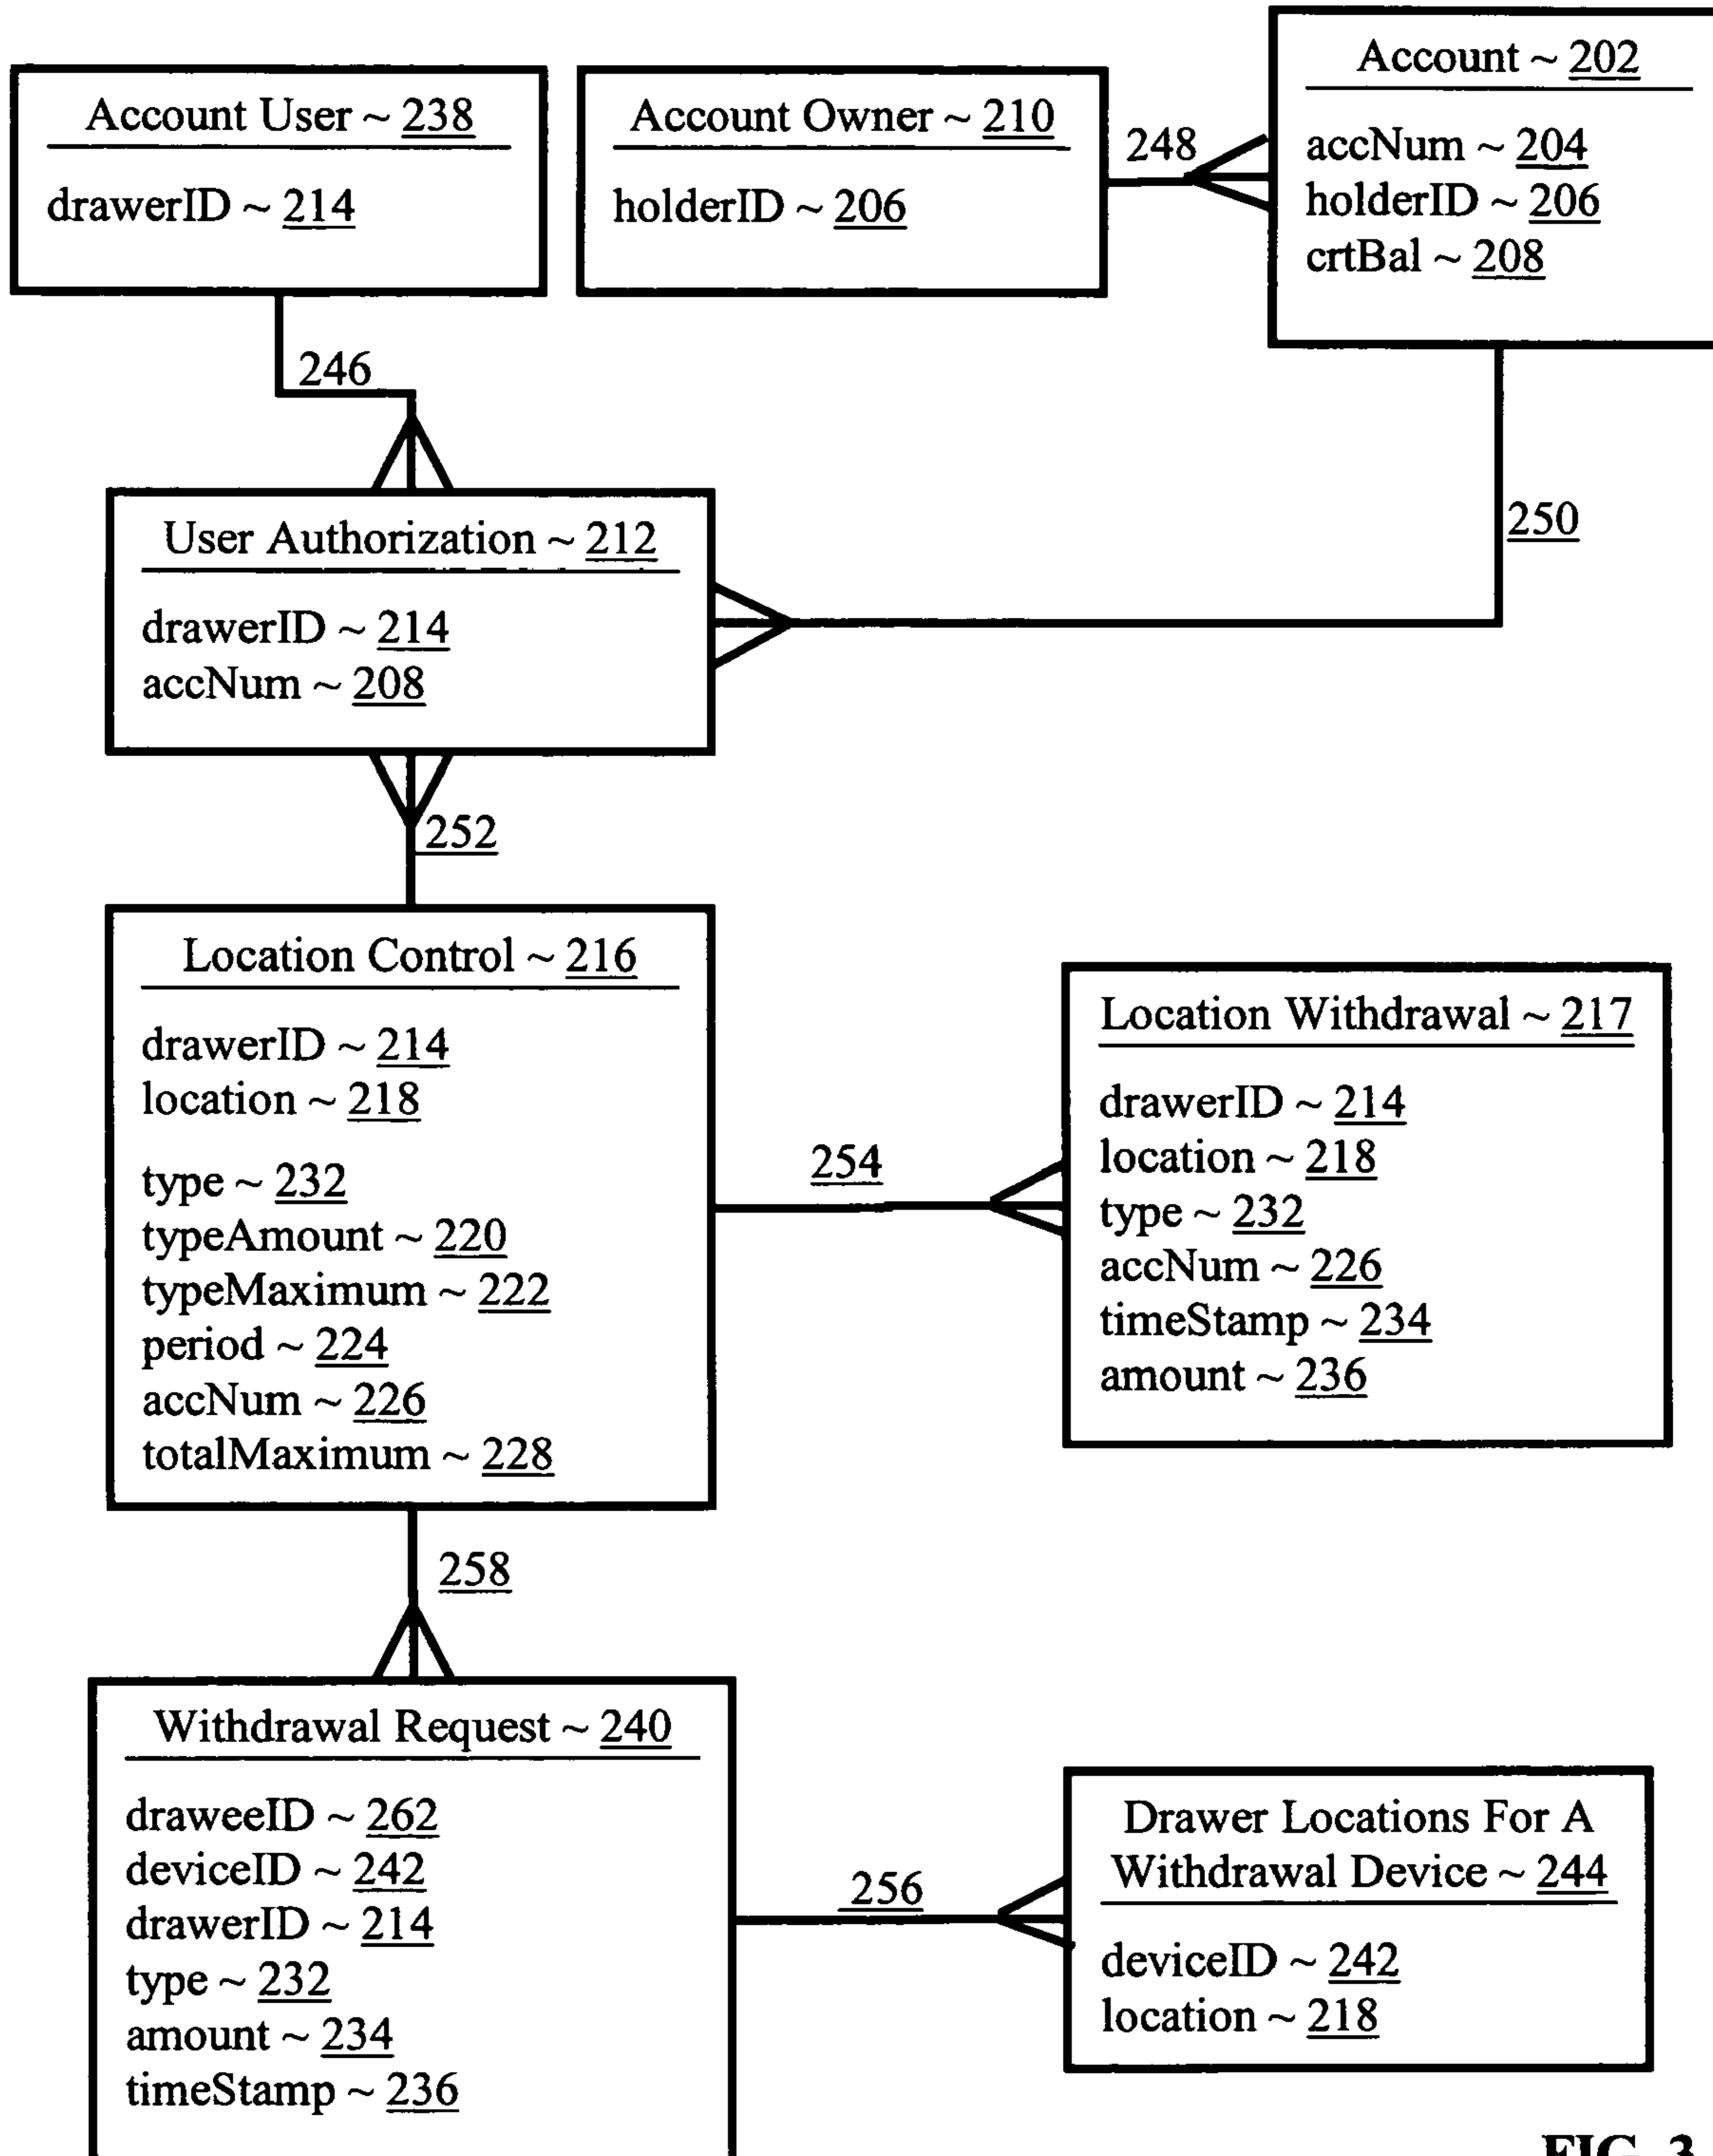 Account User ~ 238
drawerID ~ 214
Account Owner ~ 210
holderID ~ 206
248
Account ~ 202
accNum ~ 204
holderID ~ 206
crtBal ~ 208
246
250
User Authorization ~ 212
drawerID ~ 214
accNum ~ 208
252
Location Control ~ 216
drawerID ~ 214
location ~ 218
type ~ 232
typeAmount ~ 220
typeMaximum ~ 222
period ~ 224
accNum ~ 226
totalMaximum ~ 228
254
Location Withdrawal ~ 217
drawerID ~ 214
location ~ 218
type ~ 232
accNum ~ 226
timeStamp ~ 234
amount ~ 236
258
Withdrawal Request ~ 240
draweeID ~ 262
deviceID ~ 242
drawerID ~ 214
type ~ 232
amount ~ 234
timeStamp ~ 236
256
Drawer Locations For A
Withdrawal Device ~ 244
deviceID ~ 242
location ~ 218
FIG. 3